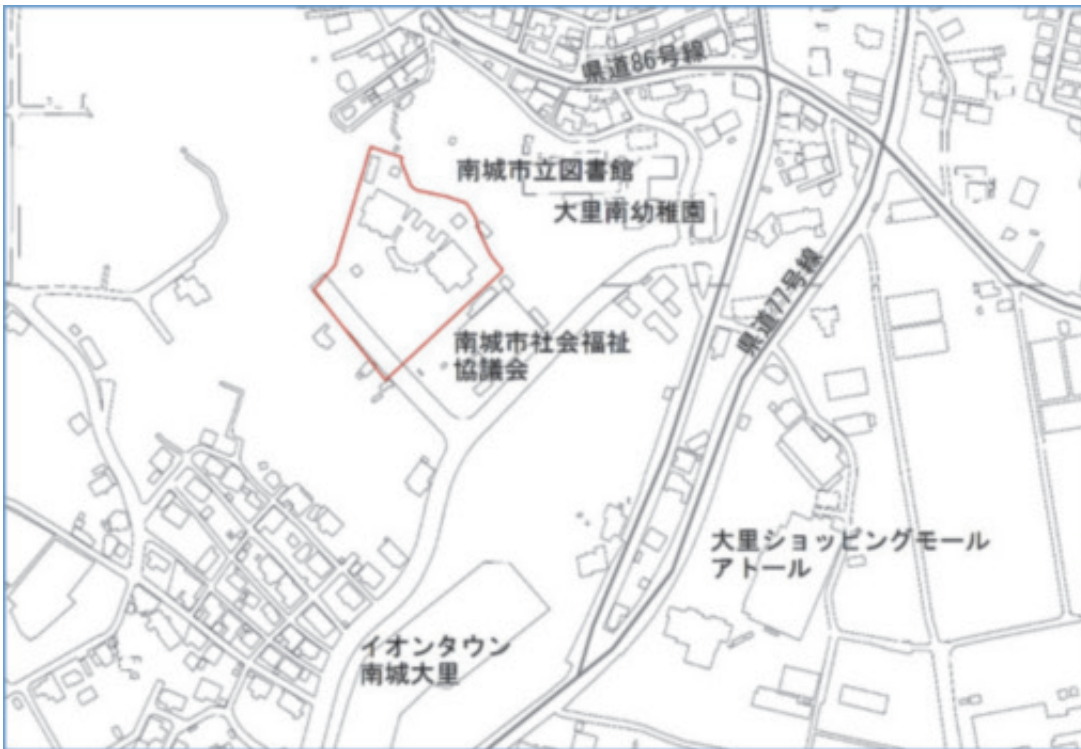 県道86号線
南城市立図書館
大里南幼稚園
県道77号線
南城市社会福祉
協議会
大里ショッピングモール
アトール
イオンタウン
南城大里